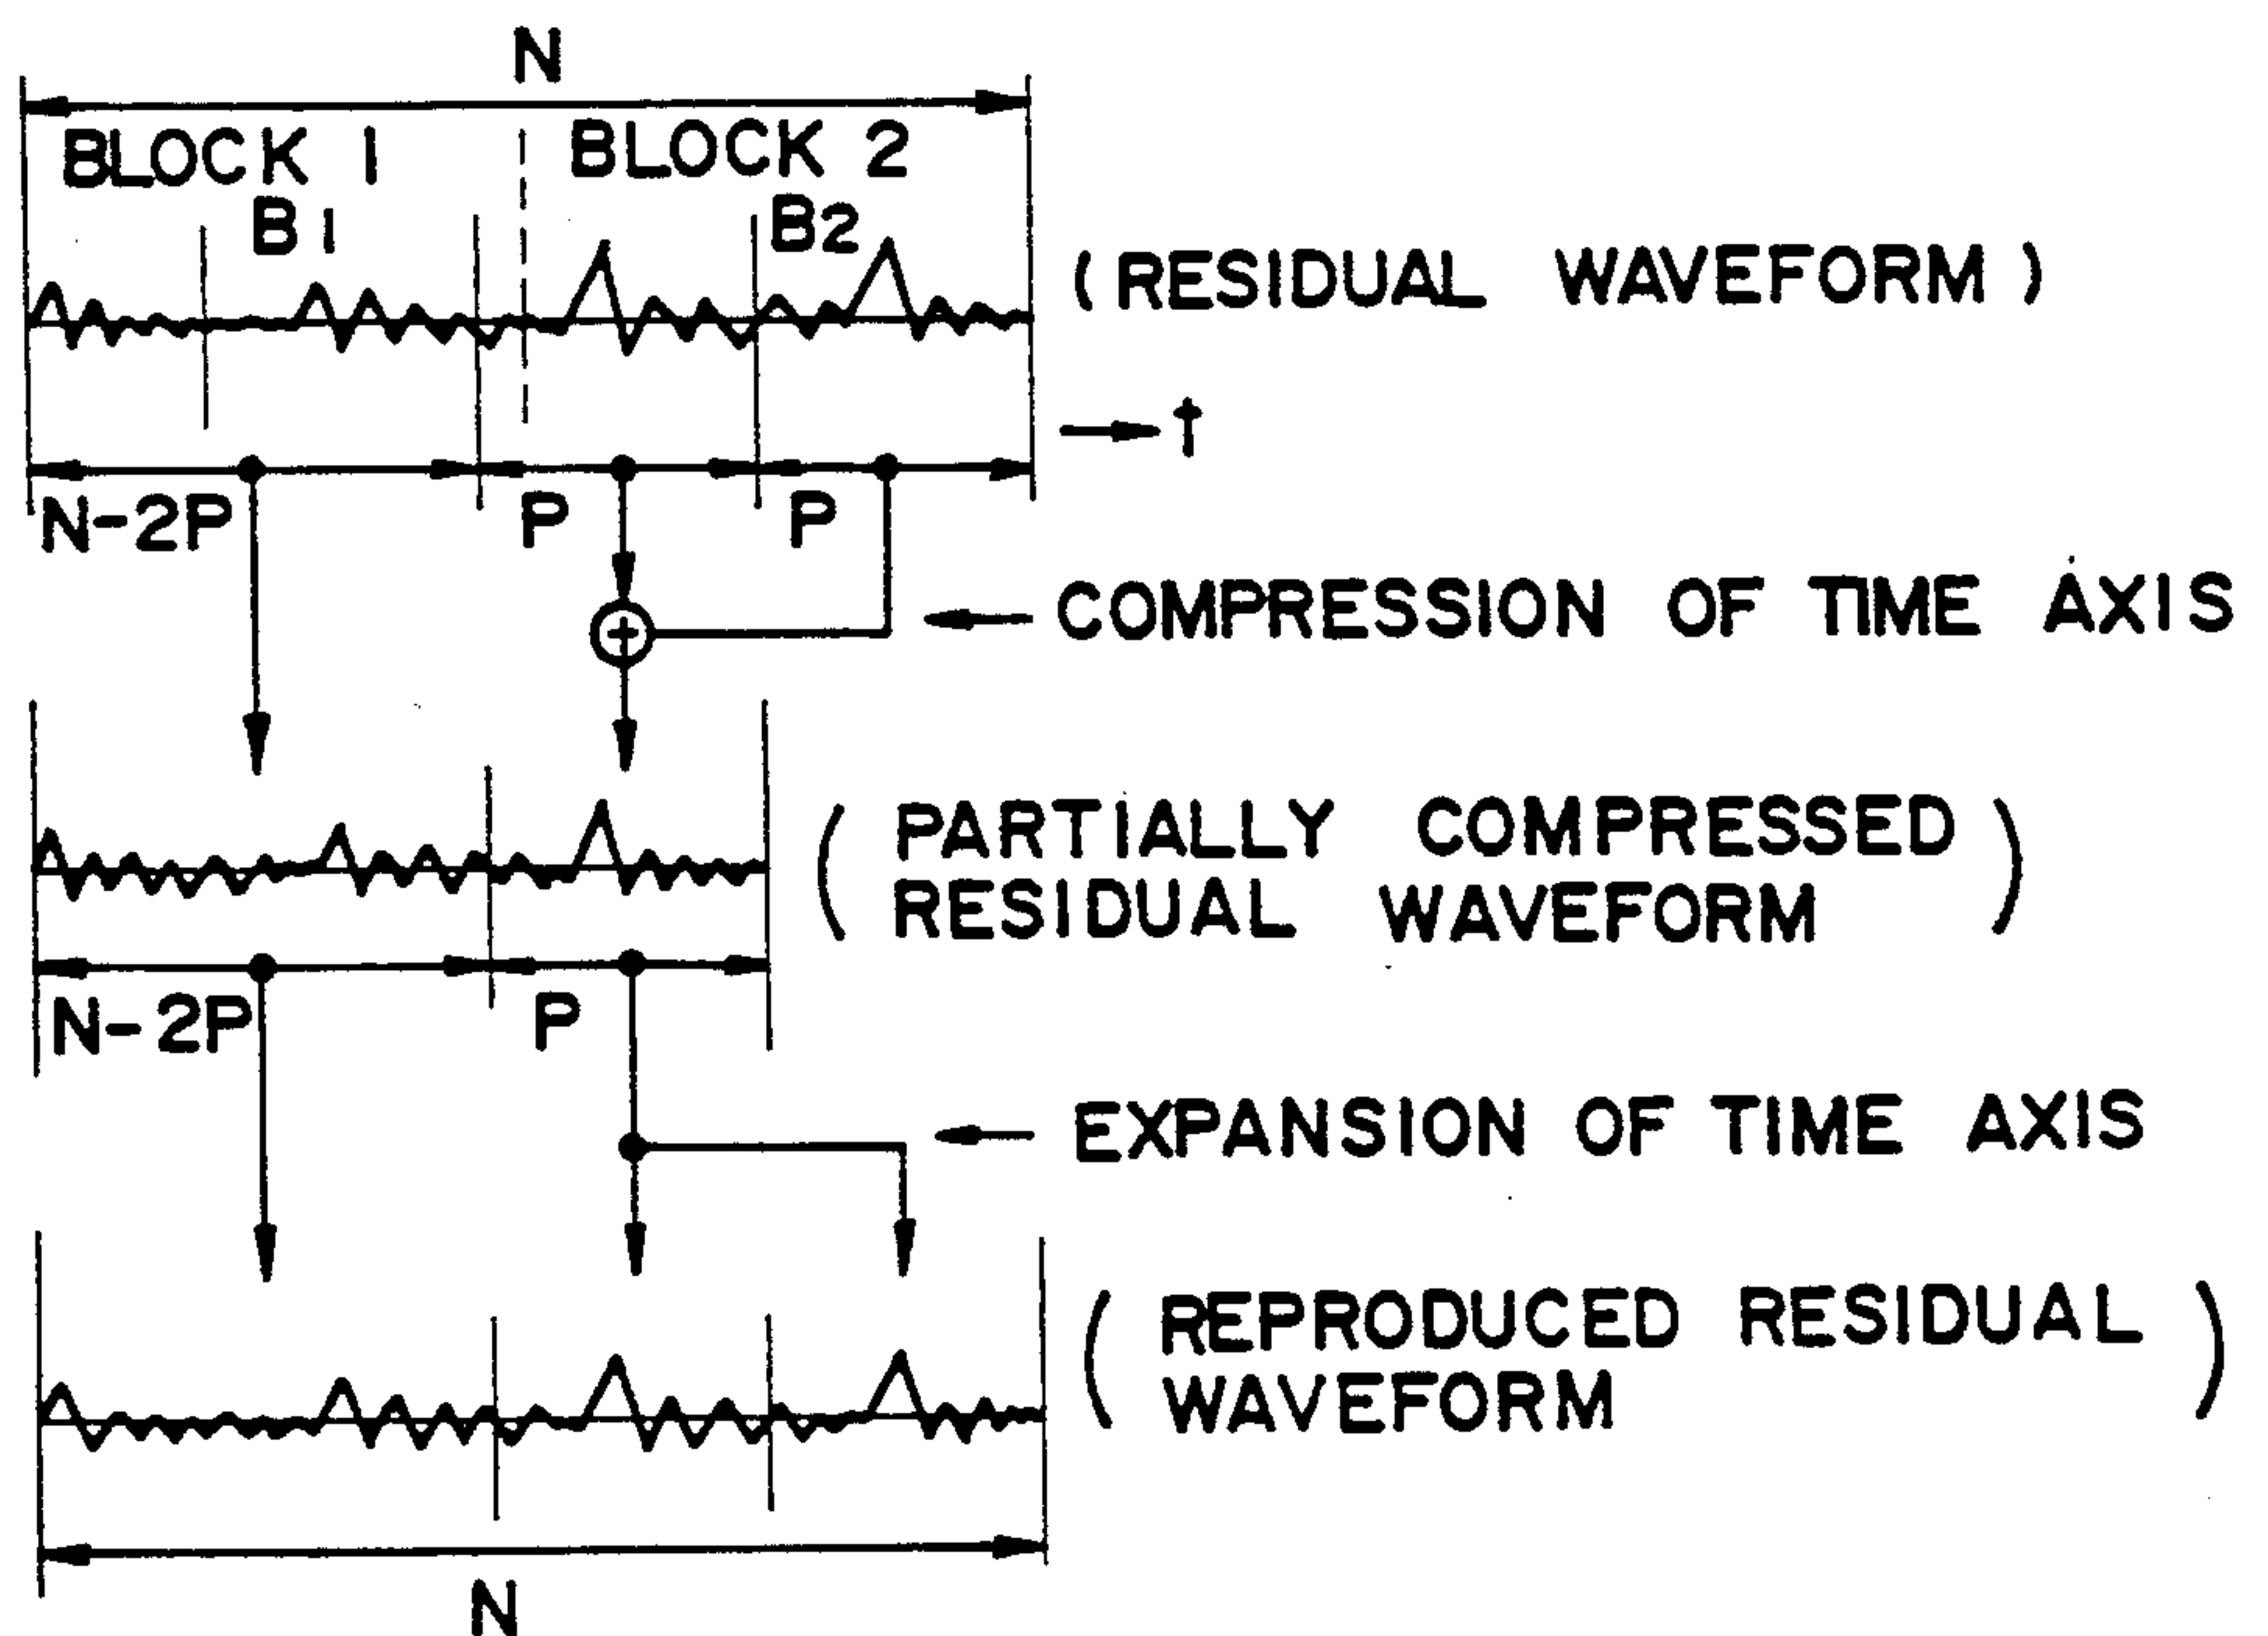 N
BLOCK 1 BLOCK 2
B1 B2
(RESIDUAL WAVEFORM)
t
N-2P P P
COMPRESSION OF TIME AXIS
(PARTIALLY COMPRESSED
RESIDUAL WAVEFORM)
N-2P P
EXPANSION OF TIME AXIS
(REPRODUCED RESIDUAL
WAVEFORM)
N